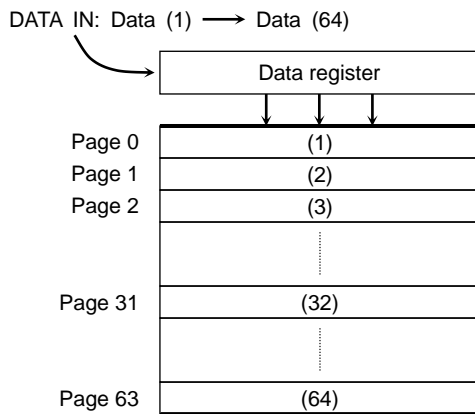 DATA IN: Data (1) ⟶ Data (64)
Data register
Page 0 (1)
Page 1 (2)
Page 2 (3)
Page 31 (32)
Page 63 (64)